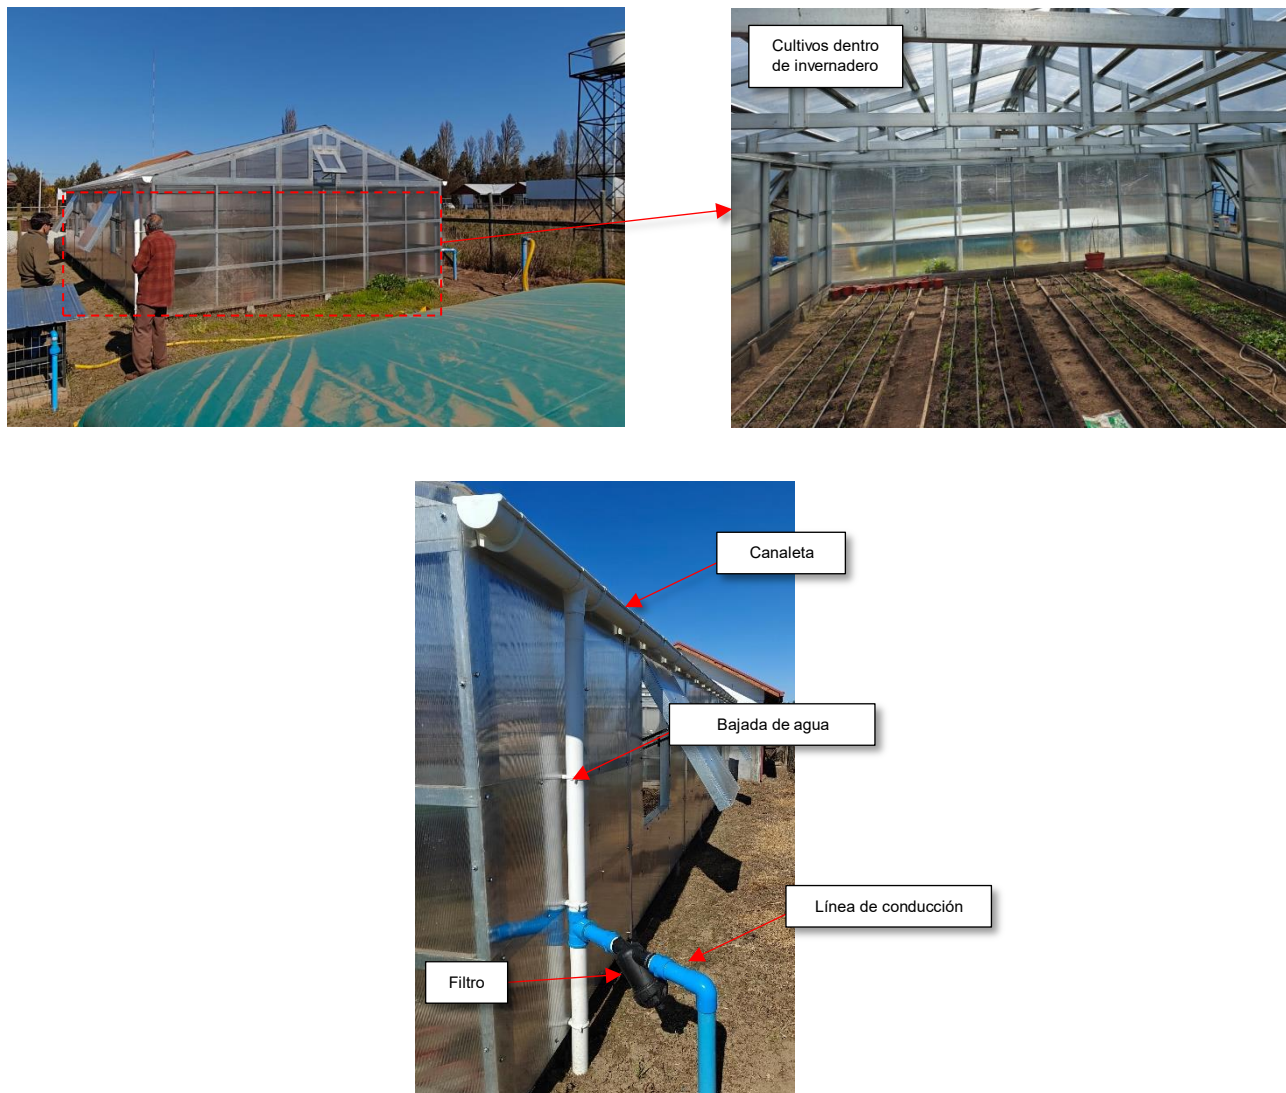 Cultivos dentro
de invernadero
Canaleta
Bajada de agua
Línea de conducción
Filtro